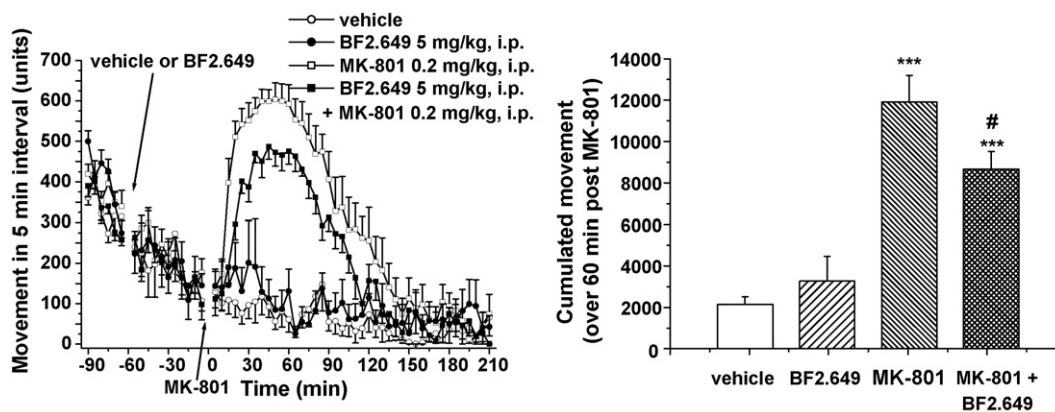 vehicle
BF2.649 5 mg/kg, i.p.
MK-801 0.2 mg/kg, i.p.
BF2.649 5 mg/kg, i.p.
+ MK-801 0.2 mg/kg, i.p.
vehicle or BF2.649
Movement in 5 min interval (units)
700
600
500
400
300
200
100
0
-90 -60 -30 0 30 60 90 120 150 180 210
MK-801
Time (min)
Cumulated movement
(over 60 min post MK-801)
14000
12000
10000
8000
6000
4000
2000
0
***
#
***
vehicle BF2.649 MK-801 MK-801 +
BF2.649